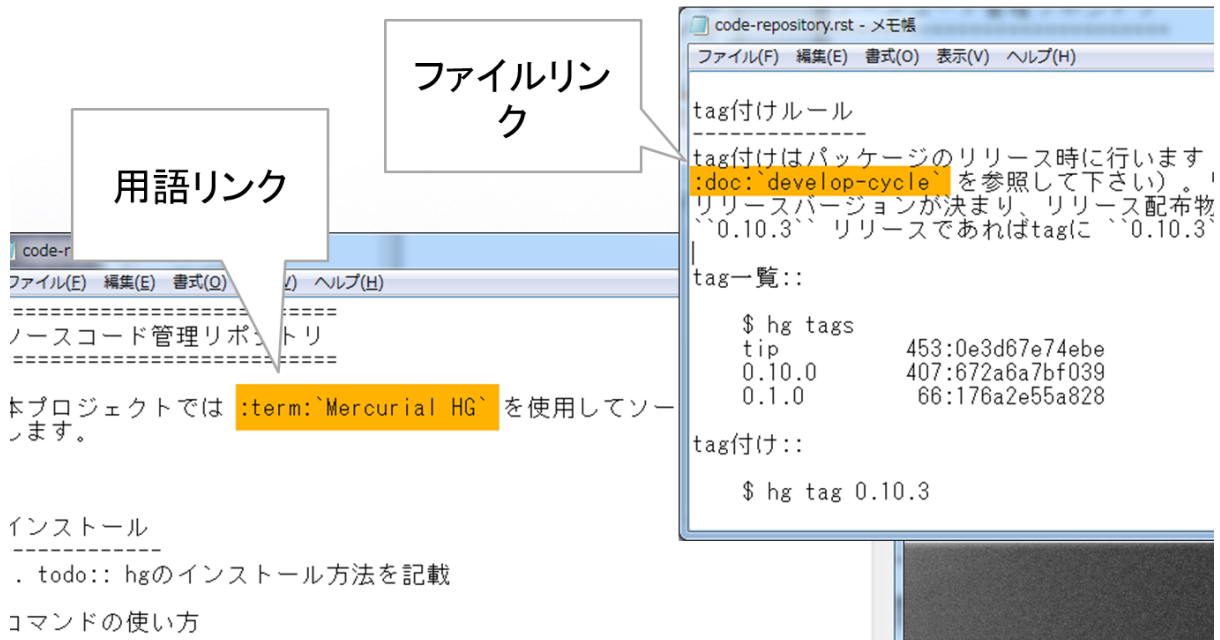 ファイルリン
ク
用語リンク
code-repository.rst - メモ帳
ファイル(F) 編集(E) 書式(O) 表示(V) ヘルプ(H)
tag付けルール
--------------
tag付けはパッケージのリリース時に行います
:doc:`develop-cycle` を参照して下さい）。
リリースバージョンが決まり、リリース配布物
``0.10.3`` リリースであればtagに ``0.10.3`
tag一覧::
$ hg tags
tip 453:0e3d67e74ebe
0.10.0 407:672a6a7bf039
0.1.0 66:176a2e55a828
tag付け::
$ hg tag 0.10.3
code-r
ファイル(F) 編集(E) 書式(O) V) ヘルプ(H)
===========================
ソースコード管理リポジトリ
===========================
本プロジェクトでは :term:`Mercurial HG` を使用してソー
します。
インストール
------------
. todo:: hgのインストール方法を記載
コマンドの使い方